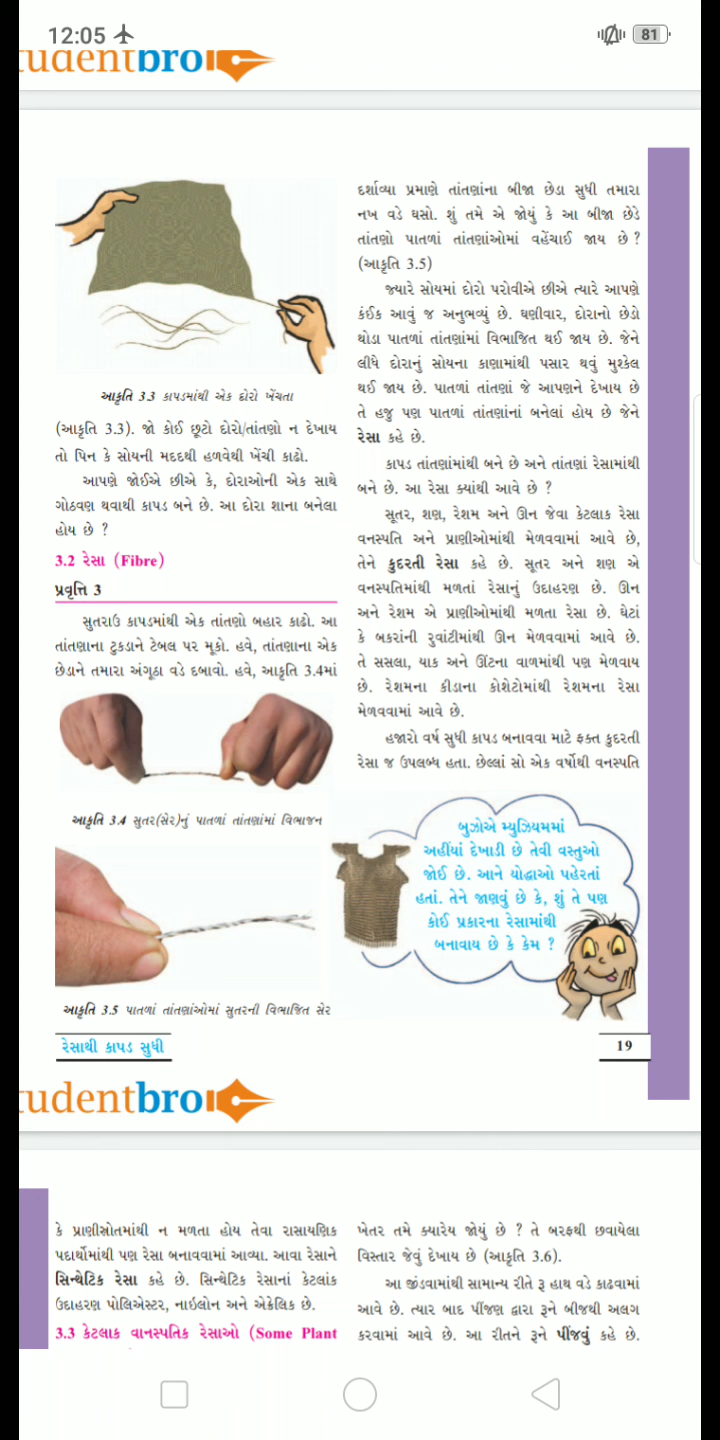 12:05
81
tudentbro
દર્શાવ્યા પ્રમાણે તાંતણાંના બીજા છેડા સુધી તમારા
નખ વડે ઘસો. શું તમે એ જોયું કે આ બીજા છેડે
તાંતણો પાતળાં તાંતણાંઓમાં વહેંચાઈ જાય છે ?
(આકૃતિ 3.5)
જ્યારે સોયમાં દોરો પરોવીએ છીએ ત્યારે આપણે
કંઈક આવું જ અનુભવ્યું છે. ઘણીવાર, દોરાનો છેડો
થોડા પાતળાં તાંતણાંમાં વિભાજિત થઈ જાય છે. જેને
લીધે દોરાનું સોયના કાણામાંથી પસાર થવું મુશ્કેલ
થઈ જાય છે. પાતળાં તાંતણાં જે આપણને દેખાય છે
તે હજુ પણ પાતળાં તાંતણાંનાં બનેલાં હોય છે જેને
રેસા કહે છે.
કાપડ તાંતણાંમાંથી બને છે અને તાંતણાં રેસામાંથી
બને છે. આ રેસા ક્યાંથી આવે છે ?
સૂતર, શણ, રેશમ અને ઊન જેવા કેટલાક રેસા
વનસ્પતિ અને પ્રાણીઓમાંથી મેળવવામાં આવે છે,
તેને કુદરતી રેસા કહે છે. સૂતર અને શણ એ
વનસ્પતિમાંથી મળતાં રેસાનું ઉદાહરણ છે. ઊન
અને રેશમ એ પ્રાણીઓમાંથી મળતા રેસા છે. ઘેટાં
કે બકરાંની રુવાંટીમાંથી ઊન મેળવવામાં આવે છે.
તે સસલા, યાક અને ઊંટના વાળમાંથી પણ મેળવાય
છે. રેશમના કીડાના કોશેટોમાંથી રેશમના રેસા
મેળવવામાં આવે છે.
હજારો વર્ષ સુધી કાપડ બનાવવા માટે ફક્ત કુદરતી
રેસા જ ઉપલબ્ધ હતા. છેલ્લાં સો એક વર્ષોથી વનસ્પતિ
આકૃતિ 3.3 કાપડમાંથી એક દોરો ખેંચતા
(આકૃતિ 3.3). જો કોઈ છૂટો દોરો/તાંતણો ન દેખાય
તો પિન કે સોયની મદદથી હળવેથી ખેંચી કાઢો.
આપણે જોઈએ છીએ કે, દોરાઓની એક સાથે
ગોઠવણ થવાથી કાપડ બને છે. આ દોરા શાના બનેલા
હોય છે ?
3.2 રેસા (Fibre)
પ્રવૃત્તિ 3
સુતરાઉ કાપડમાંથી એક તાંતણો બહાર કાઢો. આ
તાંતણાના ટુકડાને ટેબલ પર મૂકો. હવે, તાંતણાના એક
છેડાને તમારા અંગૂઠા વડે દબાવો. હવે, આકૃતિ 3.4માં
આકૃતિ 3.4 સુતર(સેર)નું પાતળાં તાંતણાંમાં વિભાજન
આકૃતિ 3.5 પાતળાં તાંતણાંઓમાં સુતરની વિભાજિત સેર
બુઝોએ મ્યુઝિયમમાં
અહીંયાં દેખાડી છે તેવી વસ્તુઓ
જોઈ છે. આને યોદ્ધાઓ પહેરતાં
હતાં. તેને જાણવું છે કે, શું તે પણ
કોઈ પ્રકારના રેસામાંથી
બનાવાય છે કે કેમ ?
રેસાથી કાપડ સુધી
19
tudentbro
કે પ્રાણીસ્રોતમાંથી ન મળતા હોય તેવા રાસાયણિક
પદાર્થોમાંથી પણ રેસા બનાવવામાં આવ્યા. આવા રેસાને
સિન્થેટિક રેસા કહે છે. સિન્થેટિક રેસાનાં કેટલાંક
ઉદાહરણ પોલિએસ્ટર, નાઇલોન અને એક્રેલિક છે.
3.3 કેટલાક વાનસ્પતિક રેસાઓ (Some Plant
ખેતર તમે ક્યારેય જોયું છે ? તે બરફથી છવાયેલા
વિસ્તાર જેવું દેખાય છે (આકૃતિ 3.6).
આ જીંડવામાંથી સામાન્ય રીતે રૂ હાથ વડે કાઢવામાં
આવે છે. ત્યાર બાદ પીંજણ દ્વારા રૂને બીજથી અલગ
કરવામાં આવે છે. આ રીતને રૂને પીંજવું કહે છે.